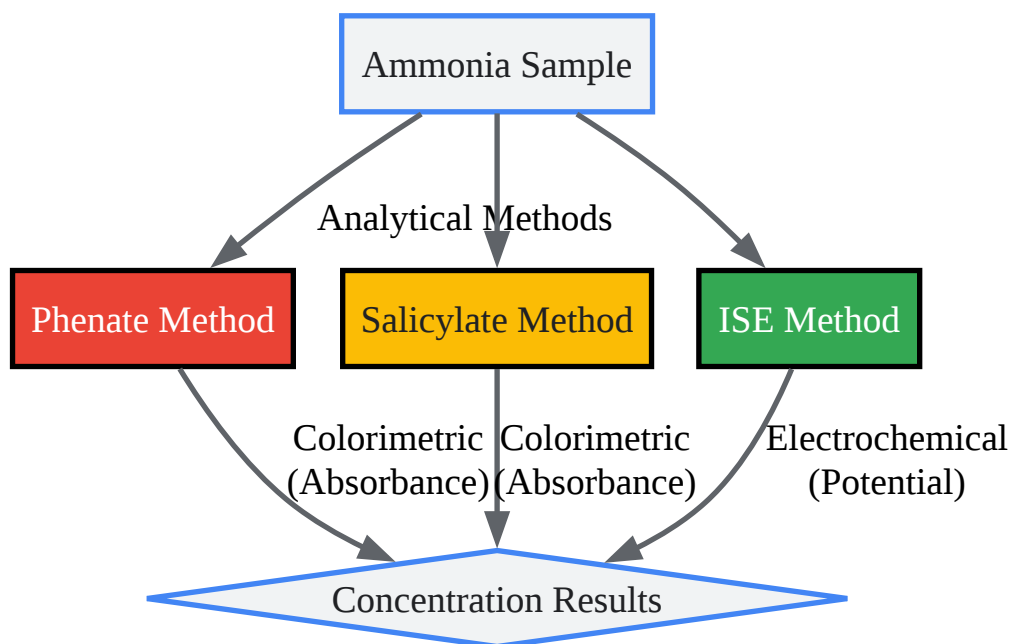 Ammonia Sample
Analytical Methods
Phenate Method
Salicylate Method
ISE Method
Colorimetric
(Absorbance)
Colorimetric
(Absorbance)
Electrochemical
(Potential)
Concentration Results